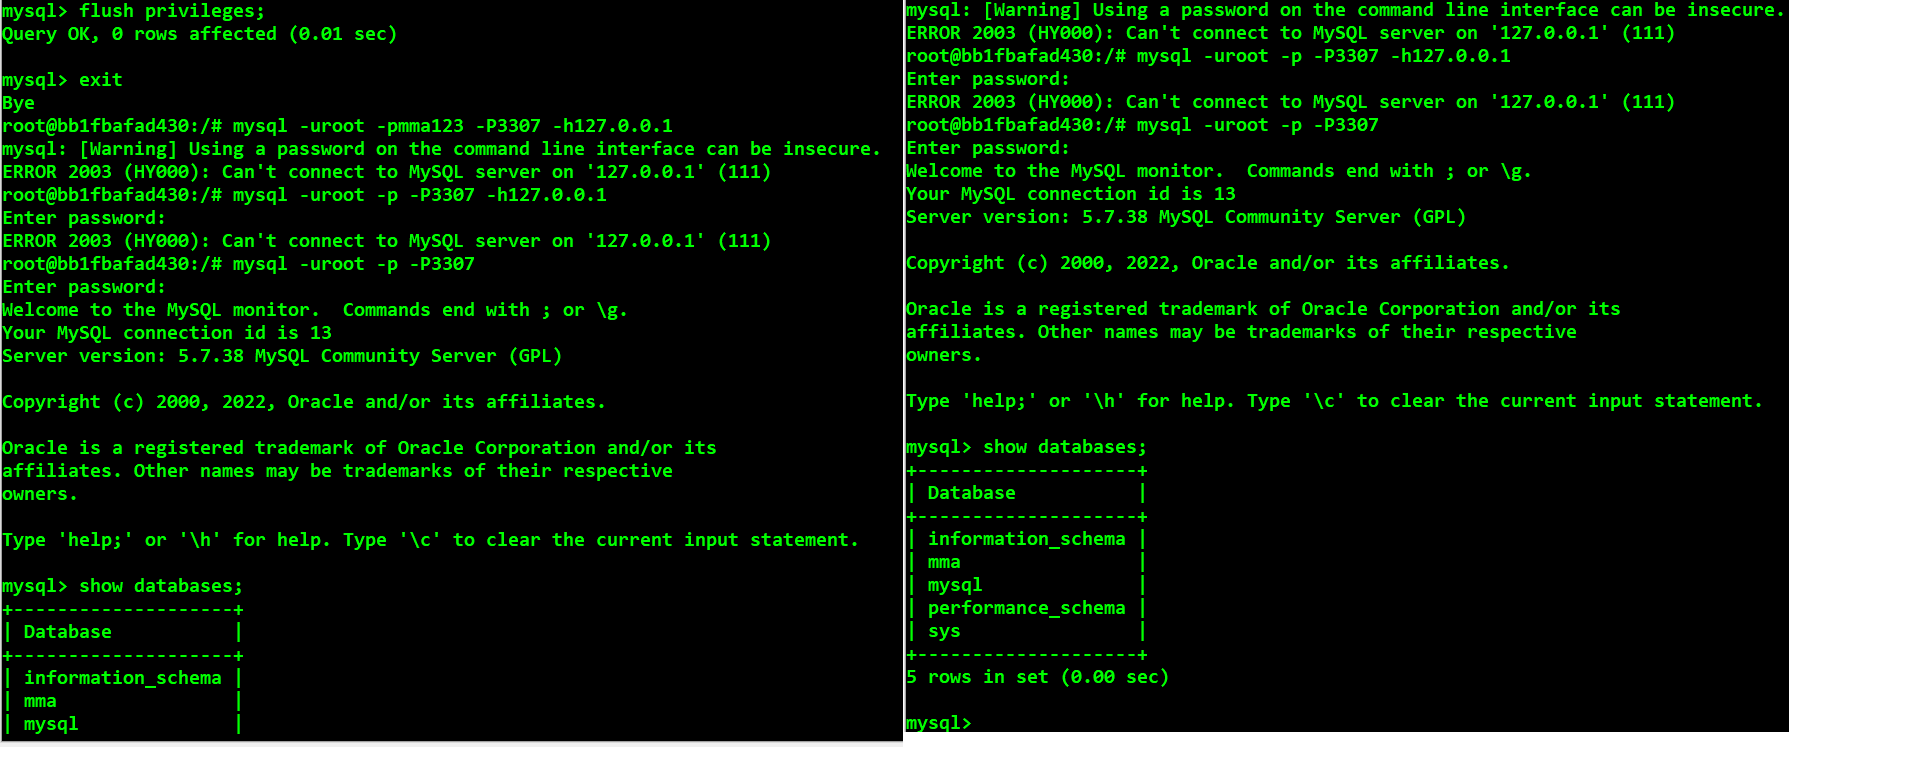 mysql> flush privileges;
Query OK, 0 rows affected (0.01 sec)
mysql> exit
Bye
root@bb1fbafad430:/# mysql -uroot -pmma123 -P3307 -h127.0.0.1
mysql: [Warning] Using a password on the command line interface can be insecure.
ERROR 2003 (HY000): Can't connect to MySQL server on '127.0.0.1' (111)
root@bb1fbafad430:/# mysql -uroot -p -P3307 -h127.0.0.1
Enter password:
ERROR 2003 (HY000): Can't connect to MySQL server on '127.0.0.1' (111)
root@bb1fbafad430:/# mysql -uroot -p -P3307
Enter password:
Welcome to the MySQL monitor.  Commands end with ; or \g.
Your MySQL connection id is 13
Server version: 5.7.38 MySQL Community Server (GPL)
Copyright (c) 2000, 2022, Oracle and/or its affiliates.
Oracle is a registered trademark of Oracle Corporation and/or its
affiliates. Other names may be trademarks of their respective
owners.
Type 'help;' or '\h' for help. Type '\c' to clear the current input statement.
mysql> show databases;
+--------------------+
| Database           |
+--------------------+
| information_schema |
| mma                |
| mysql              |
mysql: [Warning] Using a password on the command line interface can be insecure.
ERROR 2003 (HY000): Can't connect to MySQL server on '127.0.0.1' (111)
root@bb1fbafad430:/# mysql -uroot -p -P3307 -h127.0.0.1
Enter password:
ERROR 2003 (HY000): Can't connect to MySQL server on '127.0.0.1' (111)
root@bb1fbafad430:/# mysql -uroot -p -P3307
Enter password:
Welcome to the MySQL monitor.  Commands end with ; or \g.
Your MySQL connection id is 13
Server version: 5.7.38 MySQL Community Server (GPL)
Copyright (c) 2000, 2022, Oracle and/or its affiliates.
Oracle is a registered trademark of Oracle Corporation and/or its
affiliates. Other names may be trademarks of their respective
owners.
Type 'help;' or '\h' for help. Type '\c' to clear the current input statement.
mysql> show databases;
+--------------------+
| Database           |
+--------------------+
| information_schema |
| mma                |
| mysql              |
| performance_schema |
| sys                |
+--------------------+
5 rows in set (0.00 sec)
mysql>